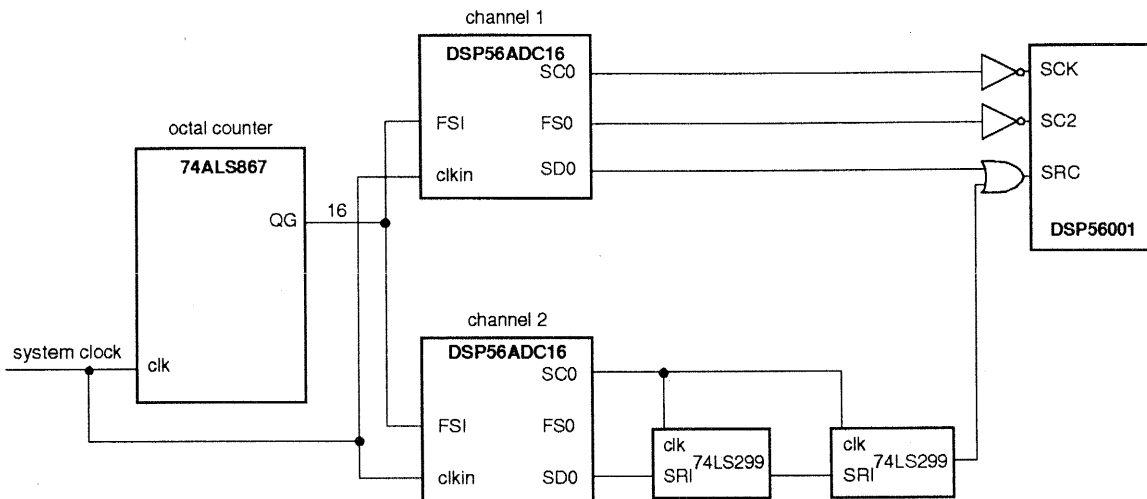 channel 1
DSP56ADC16
SC0
FSI
FS0
clkin
SD0
SCK
SC2
SRC
DSP56001
octal counter
74ALS867
QG
16
system clock
clk
channel 2
DSP56ADC16
SC0
FSI
FS0
clkin
SD0
clk
SRI
74LS299
clk
SRI
74LS299